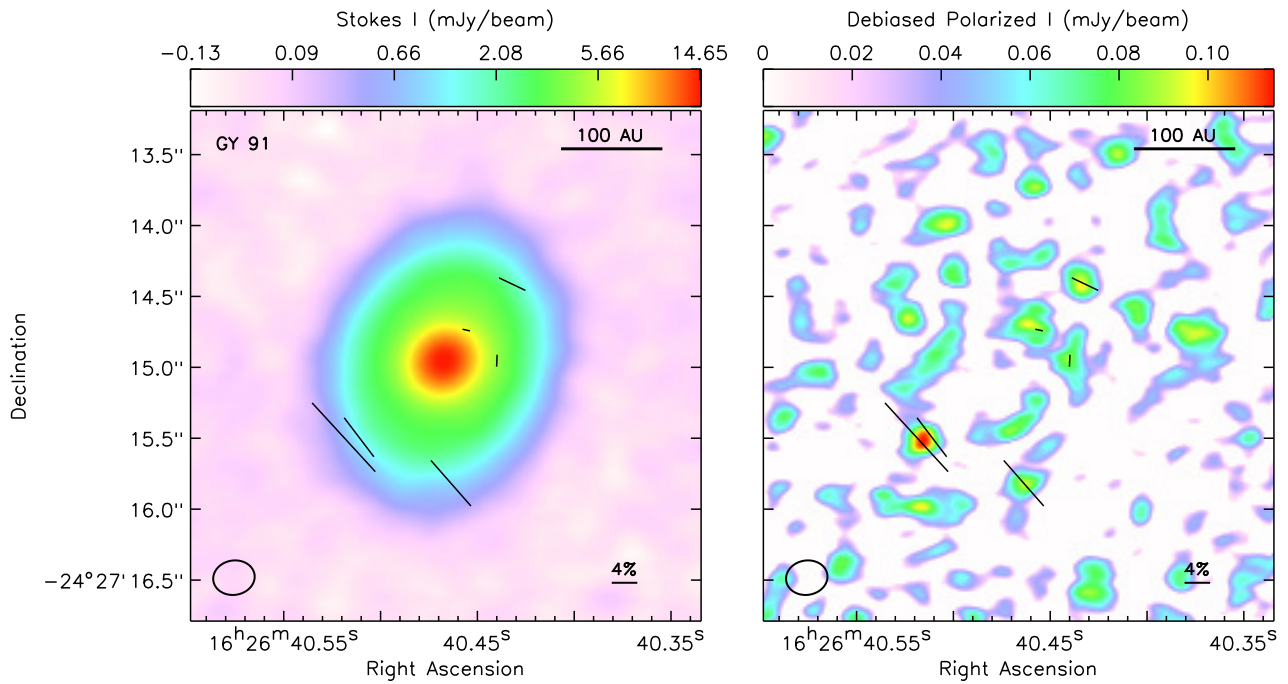 Stokes I (mJy/beam)
−0.13 0.09 0.66 2.08 5.66 14.65
GY 91
100 AU
Declination
13.5''
14.0''
14.5''
15.0''
15.5''
16.0''
−24°27'16.5''
4%
16h26m40.55s 40.45s 40.35s
Right Ascension
Debiased Polarized I (mJy/beam)
0 0.02 0.04 0.06 0.08 0.10
100 AU
4%
16h26m40.55s 40.45s 40.35s
Right Ascension